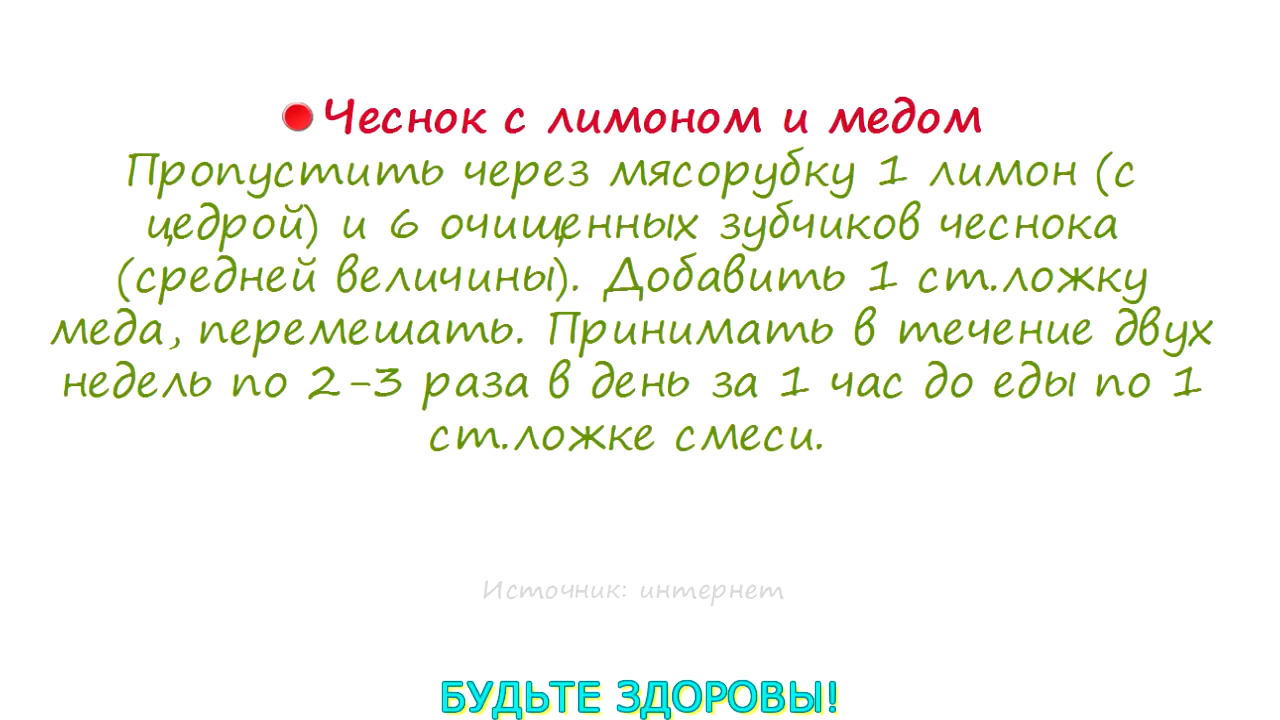 Чеснок с лимоном и медом
Пропустить через мясорубку 1 лимон (с
цедрой) и 6 очищенных зубчиков чеснока
(средней величины). Добавить 1 ст.ложку
меда, перемешать. Принимать в течение двух
недель по 2-3 раза в день за 1 час до еды по 1
ст.ложке смеси.
Источник: интернет
БУДЬТЕ ЗДОРОВЫ!